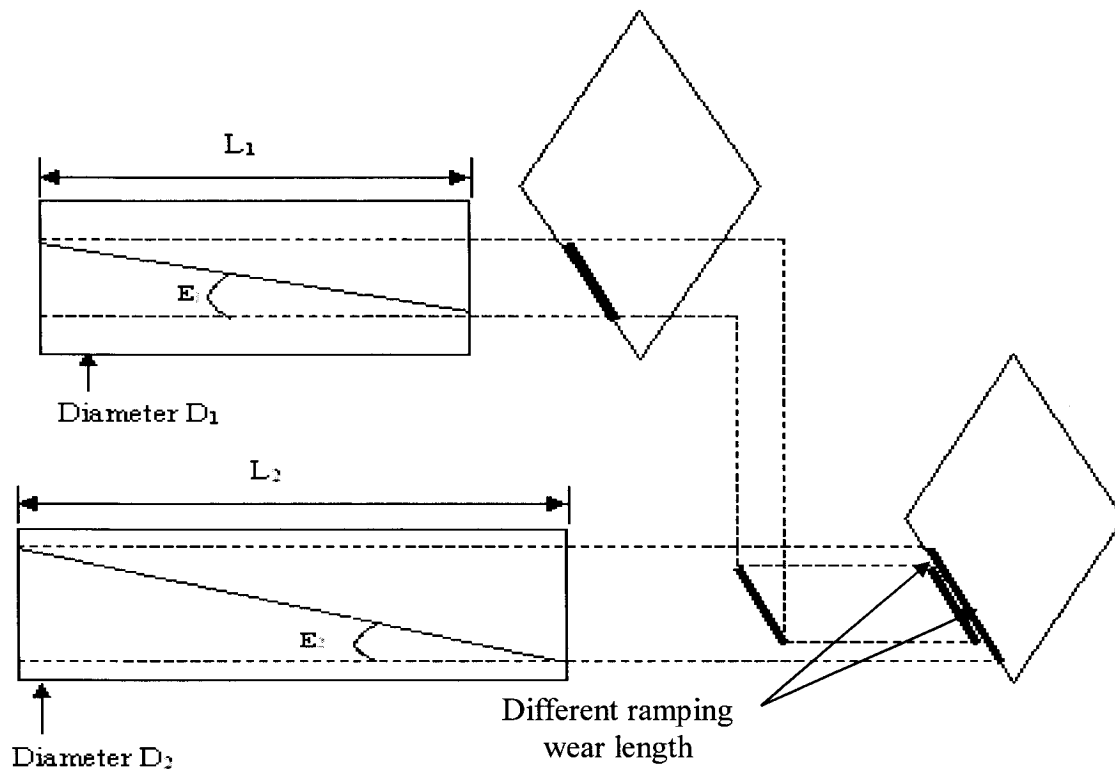 L₁
E₁
Diameter D₁
L₂
E₂
Diameter D₂
Different ramping
wear length